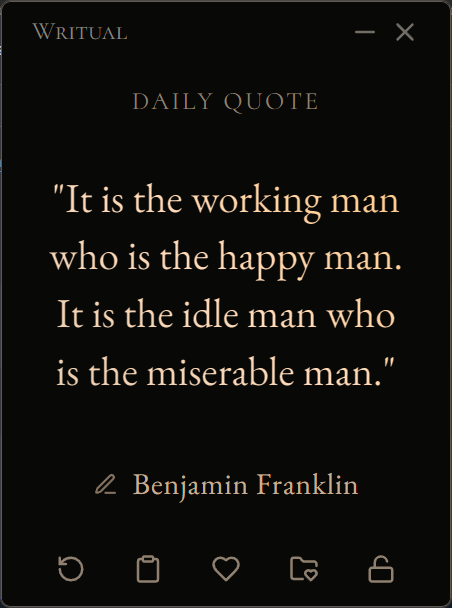 Writual
DAILY QUOTE
"It is the working man
who is the happy man.
It is the idle man who
is the miserable man."
Benjamin Franklin